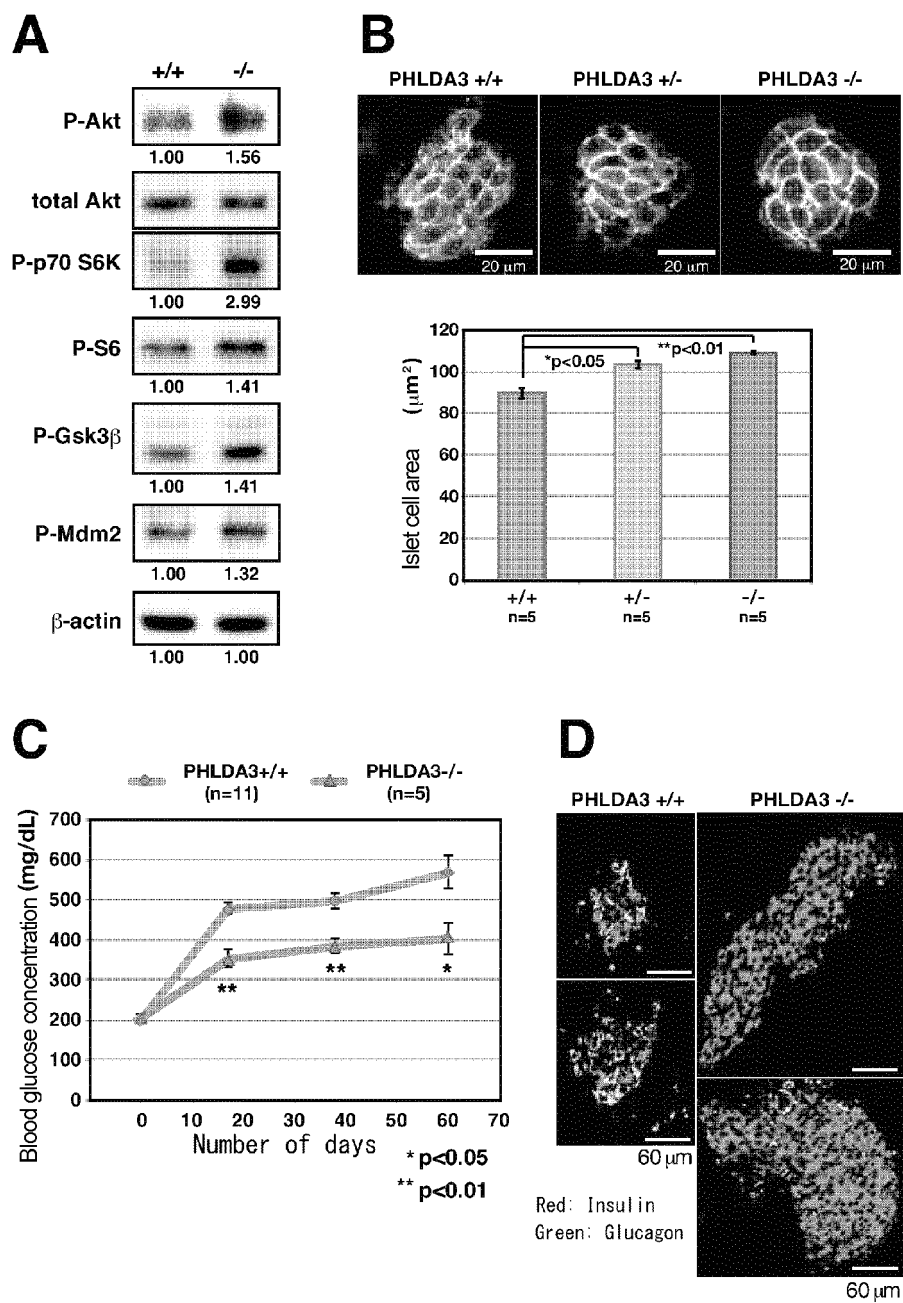 A
+/+ -/-
P-Akt
1.00 1.56
total Akt
P-p70 S6K
1.00 2.99
P-S6
1.00 1.41
P-Gsk3β
1.00 1.41
P-Mdm2
1.00 1.32
β-actin
1.00 1.00
B
PHLDA3 +/+ PHLDA3 +/- PHLDA3 -/-
20 μm 20 μm 20 μm
Islet cell area (μm²)
120
100
80
60
40
20
0
*p<0.05
**p<0.01
+/+ +/- -/-
n=5 n=5 n=5
C
PHLDA3+/+ PHLDA3-/-
(n=11) (n=5)
Blood glucose concentration (mg/dL)
700
600
500
400
300
200
100
0
** ** *
0 10 20 30 40 50 60 70
Number of days
* p<0.05
** p<0.01
D
PHLDA3 +/+ PHLDA3 -/-
60 μm
Red: Insulin
Green: Glucagon
60 μm